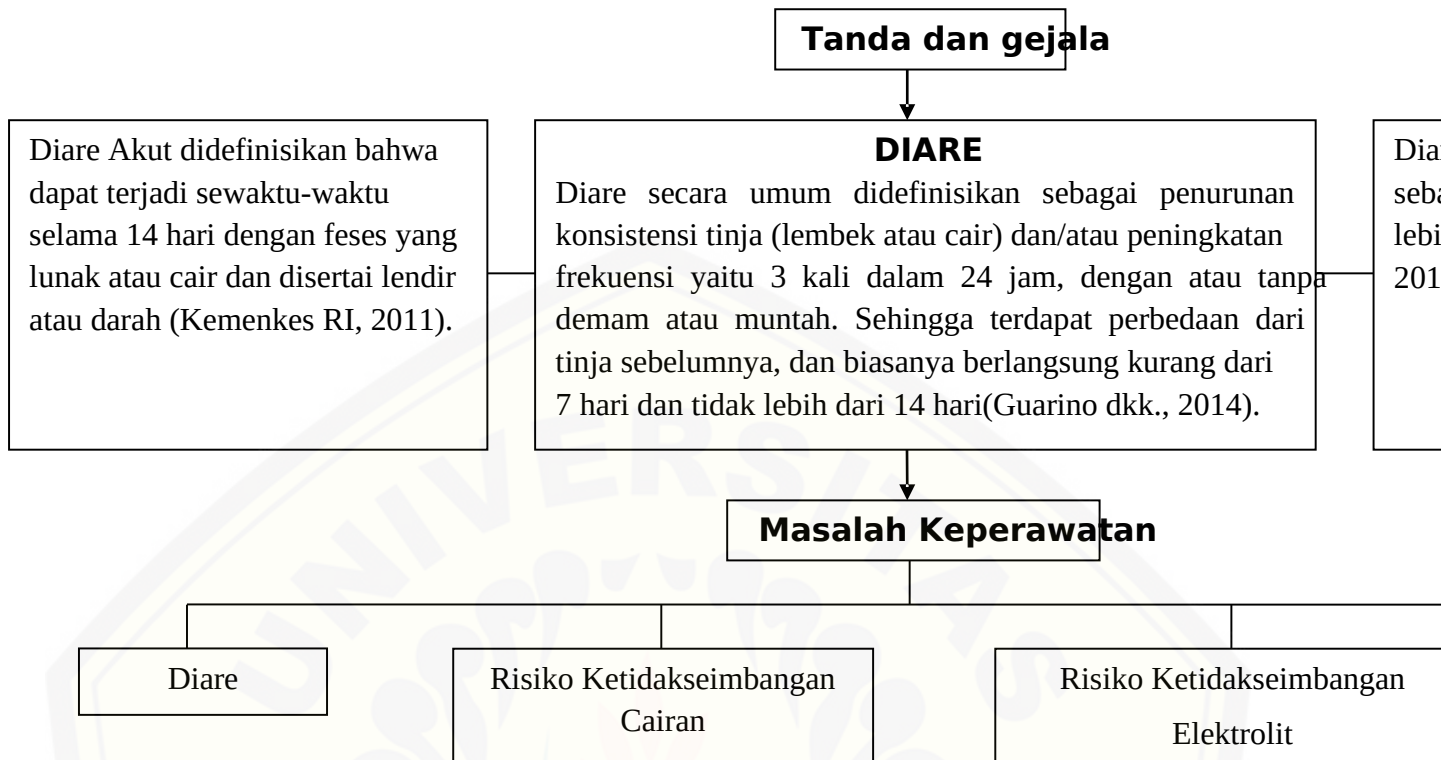 Tanda dan gejala
Diare Akut didefinisikan bahwa
dapat terjadi sewaktu-waktu
selama 14 hari dengan feses yang
lunak atau cair dan disertai lendir
atau darah (Kemenkes RI, 2011).
DIARE
Diare secara umum didefinisikan sebagai penurunan
konsistensi tinja (lembek atau cair) dan/atau peningkatan
frekuensi yaitu 3 kali dalam 24 jam, dengan atau tanpa
demam atau muntah. Sehingga terdapat perbedaan dari
tinja sebelumnya, dan biasanya berlangsung kurang dari
7 hari dan tidak lebih dari 14 hari(Guarino dkk., 2014).
Masalah Keperawatan
Diare
Risiko Ketidakseimbangan
Cairan
Risiko Ketidakseimbangan
Elektrolit
UNIVERSITAS